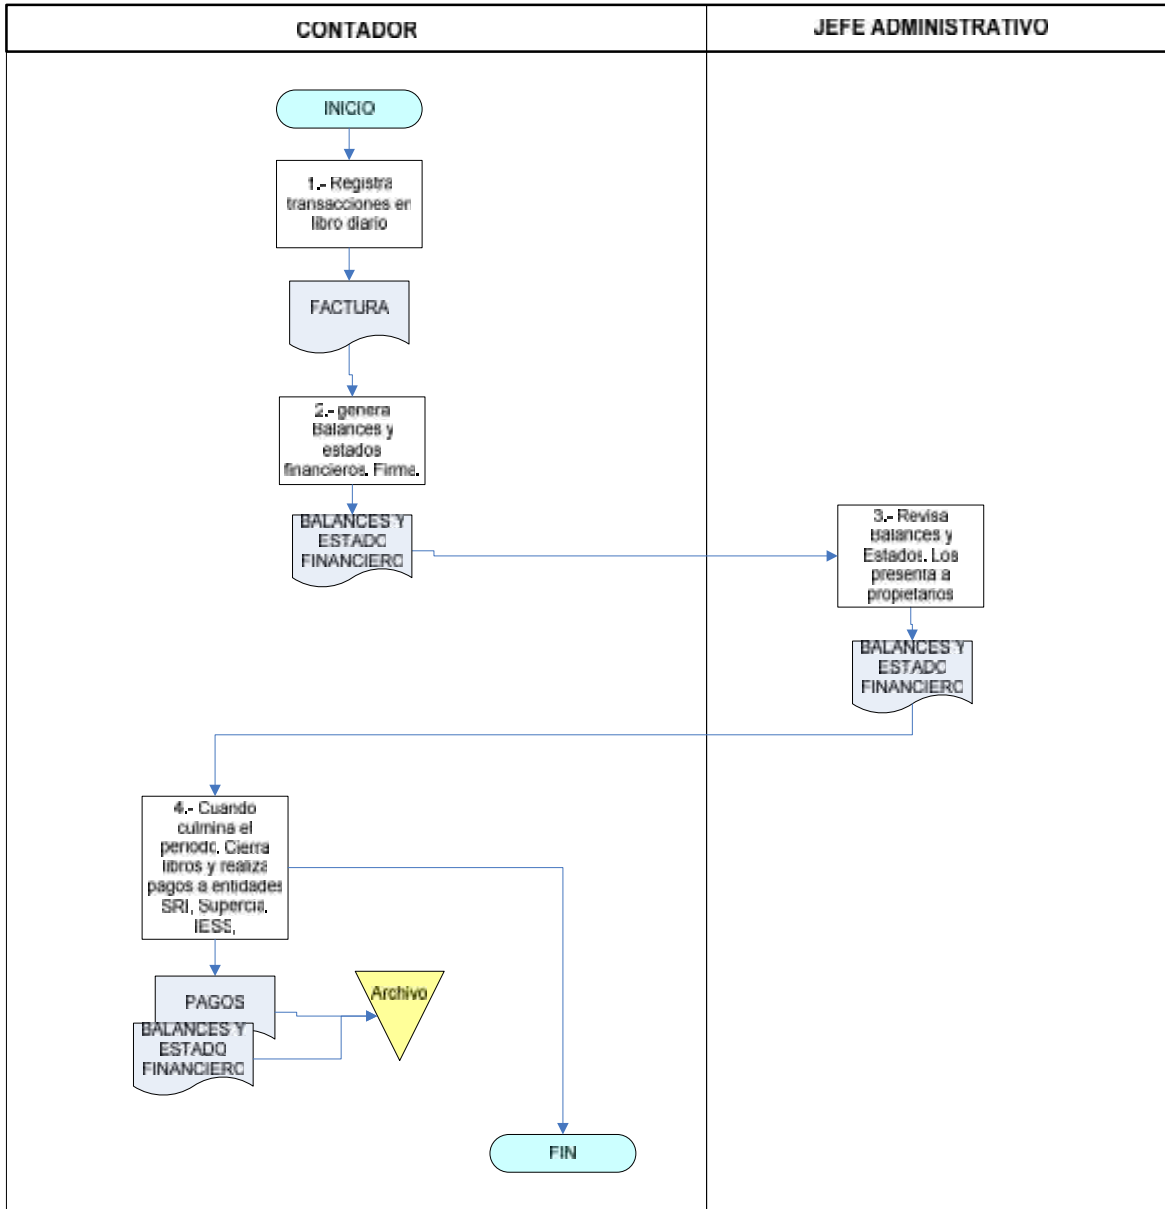 CONTADOR
JEFE ADMINISTRATIVO
INICIO
1.- Registra
transacciones en
libro diario
FACTURA
2.- genera
Balances y
estados
financieros. Firma.
BALANCES Y
ESTADO
FINANCIERO
3.- Revisa
Balances y
Estados. Los
presenta a
propietarios
BALANCES Y
ESTADO
FINANCIERO
4.- Cuando
culmina el
periodo. Cierra
libros y realiza
pagos a entidades
SRI, Supercia.
IESS,
PAGOS
BALANCES Y
ESTADO
FINANCIERO
Archivo
FIN